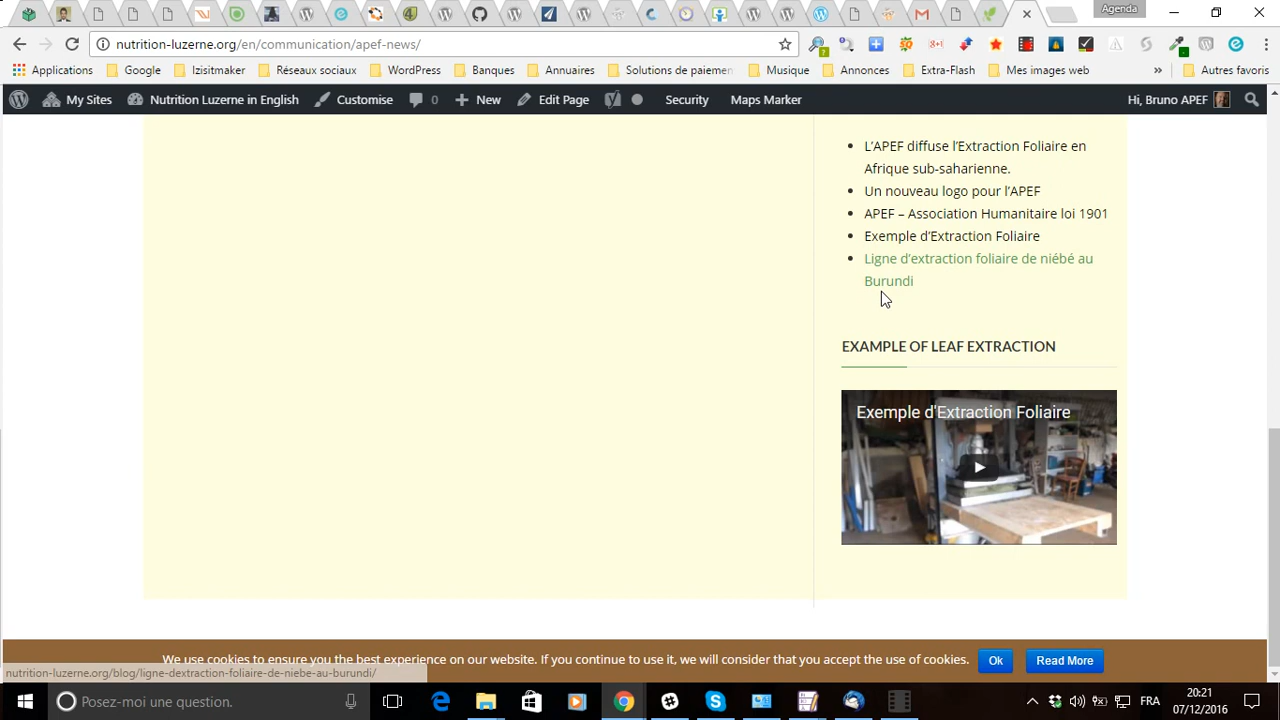 Agenda
nutrition-luzerne.org/en/communication/apef-news/
Applications
Google
Izisitmaker
Réseaux sociaux
WordPress
Banques
Annuaires
Solutions de paiemen
Musique
Annonces
Extra-Flash
Mes images web
»
Autres favoris
My Sites
Nutrition Luzerne in English
Customise
0
New
Edit Page
Security
Maps Marker
Hi, Bruno APEF
L'APEF diffuse l'Extraction Foliaire en
Afrique sub-saharienne.
Un nouveau logo pour l'APEF
APEF – Association Humanitaire loi 1901
Exemple d'Extraction Foliaire
Ligne d'extraction foliaire de niébé au
Burundi
EXAMPLE OF LEAF EXTRACTION
Exemple d'Extraction Foliaire
We use cookies to ensure you the best experience on our website. If you continue to use it, we will consider that you accept the use of cookies.
Ok
Read More
nutrition-luzerne.org/blog/ligne-dextraction-foliaire-de-niebe-au-burundi/
Posez-moi une question.
FRA
20:21
07/12/2016